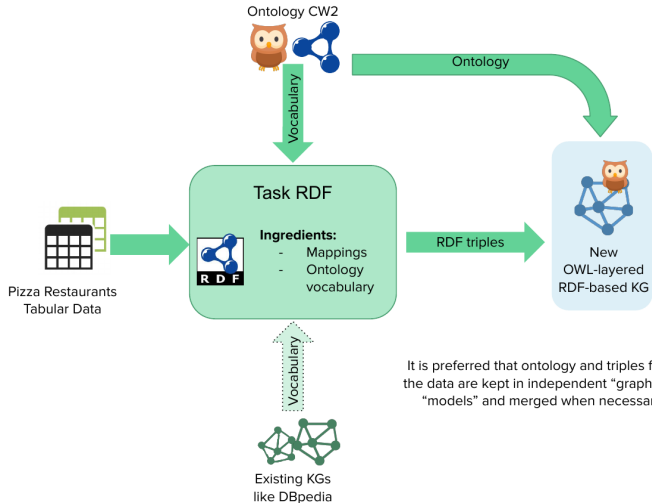 Ontology CW2
Ontology
Vocabulary
Task RDF
Ingredients:
- Mappings
- Ontology
vocabulary
RDF
RDF triples
Pizza Restaurants
Tabular Data
New
OWL-layered
RDF-based KG
Vocabulary
It is preferred that ontology and triples f
the data are kept in independent “graph
“models” and merged when necessa
Existing KGs
like DBpedia